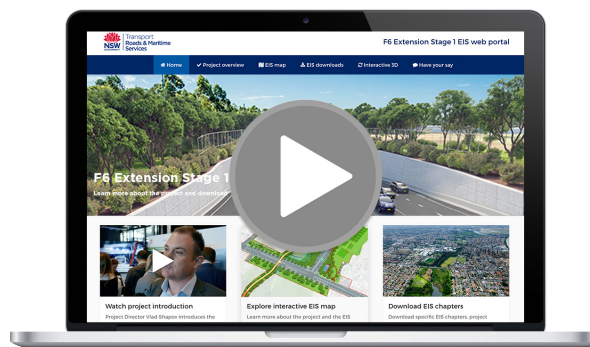 NSW
Transport
Roads & Maritime
Services
F6 Extension Stage 1 EIS web portal
Home
Project overview
EIS map
EIS downloads
Interactive 3D
Have your say
F6 Extension Stage 1
Learn more about the project and download
Watch project introduction
Explore interactive EIS map
Download EIS chapters
Project Director Vlad Shapov introduces the
Learn more about the project and the EIS
Download specific EIS chapters, project